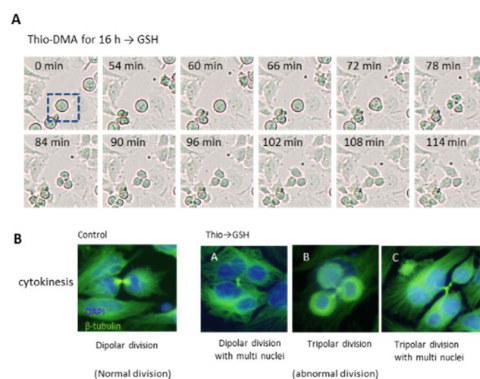 A
Thio-DMA for 16 h → GSH
0 min 54 min 60 min 66 min 72 min 78 min
84 min 90 min 96 min 102 min 108 min 114 min
B
Control Thio→GSH
A B C
cytokinesis
DAPI
β-tubulin
Dipolar division Dipolar division Tripolar division Tripolar division
with multi nuclei with multi nuclei
(Normal division) (abnormal division)